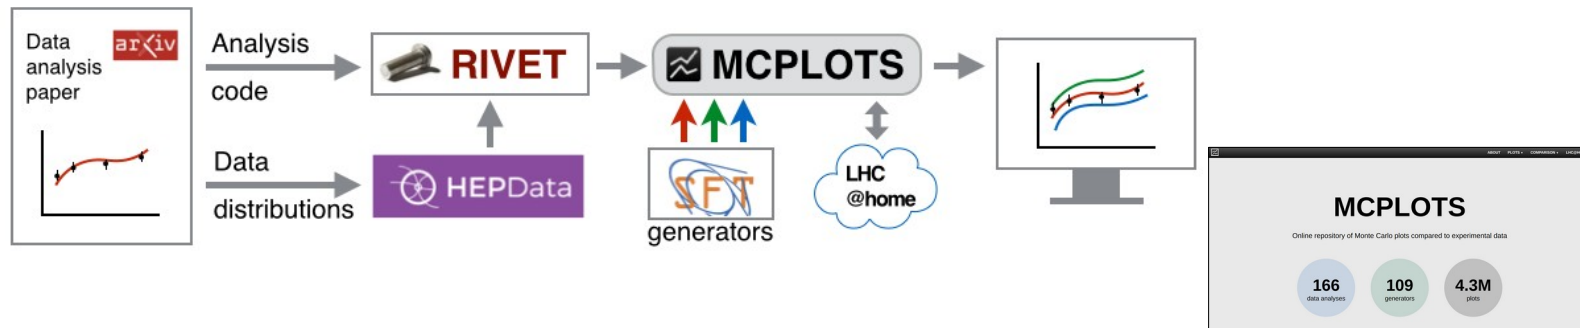 Data
analysis
paper
arXiv
Analysis
code
Data
distributions
RIVET
HEPData
MCPLOTS
SFT
generators
LHC
@home
ABOUT PLOTS COMPARISON
MCPLOTS
Online repository of Monte Carlo plots compared to experimental data
166
data analyses
109
generators
4.3M
plots